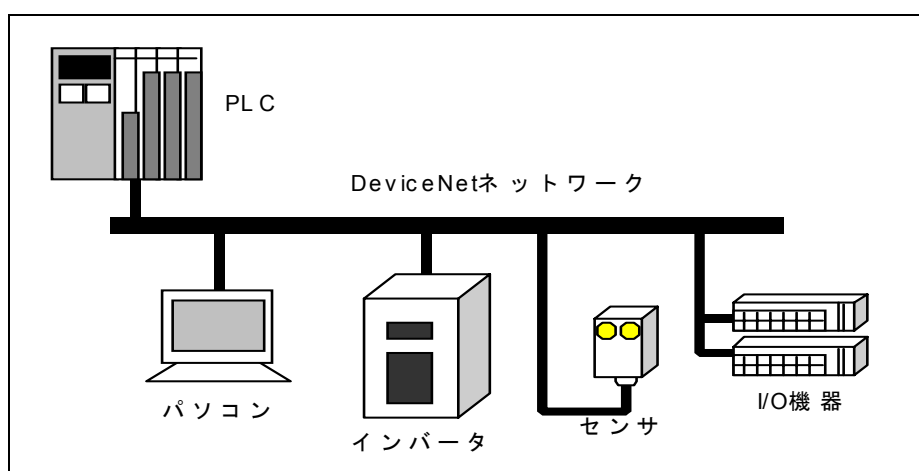 PLC
DeviceNetネットワーク
パソコン
インバータ
センサ
I/O機器